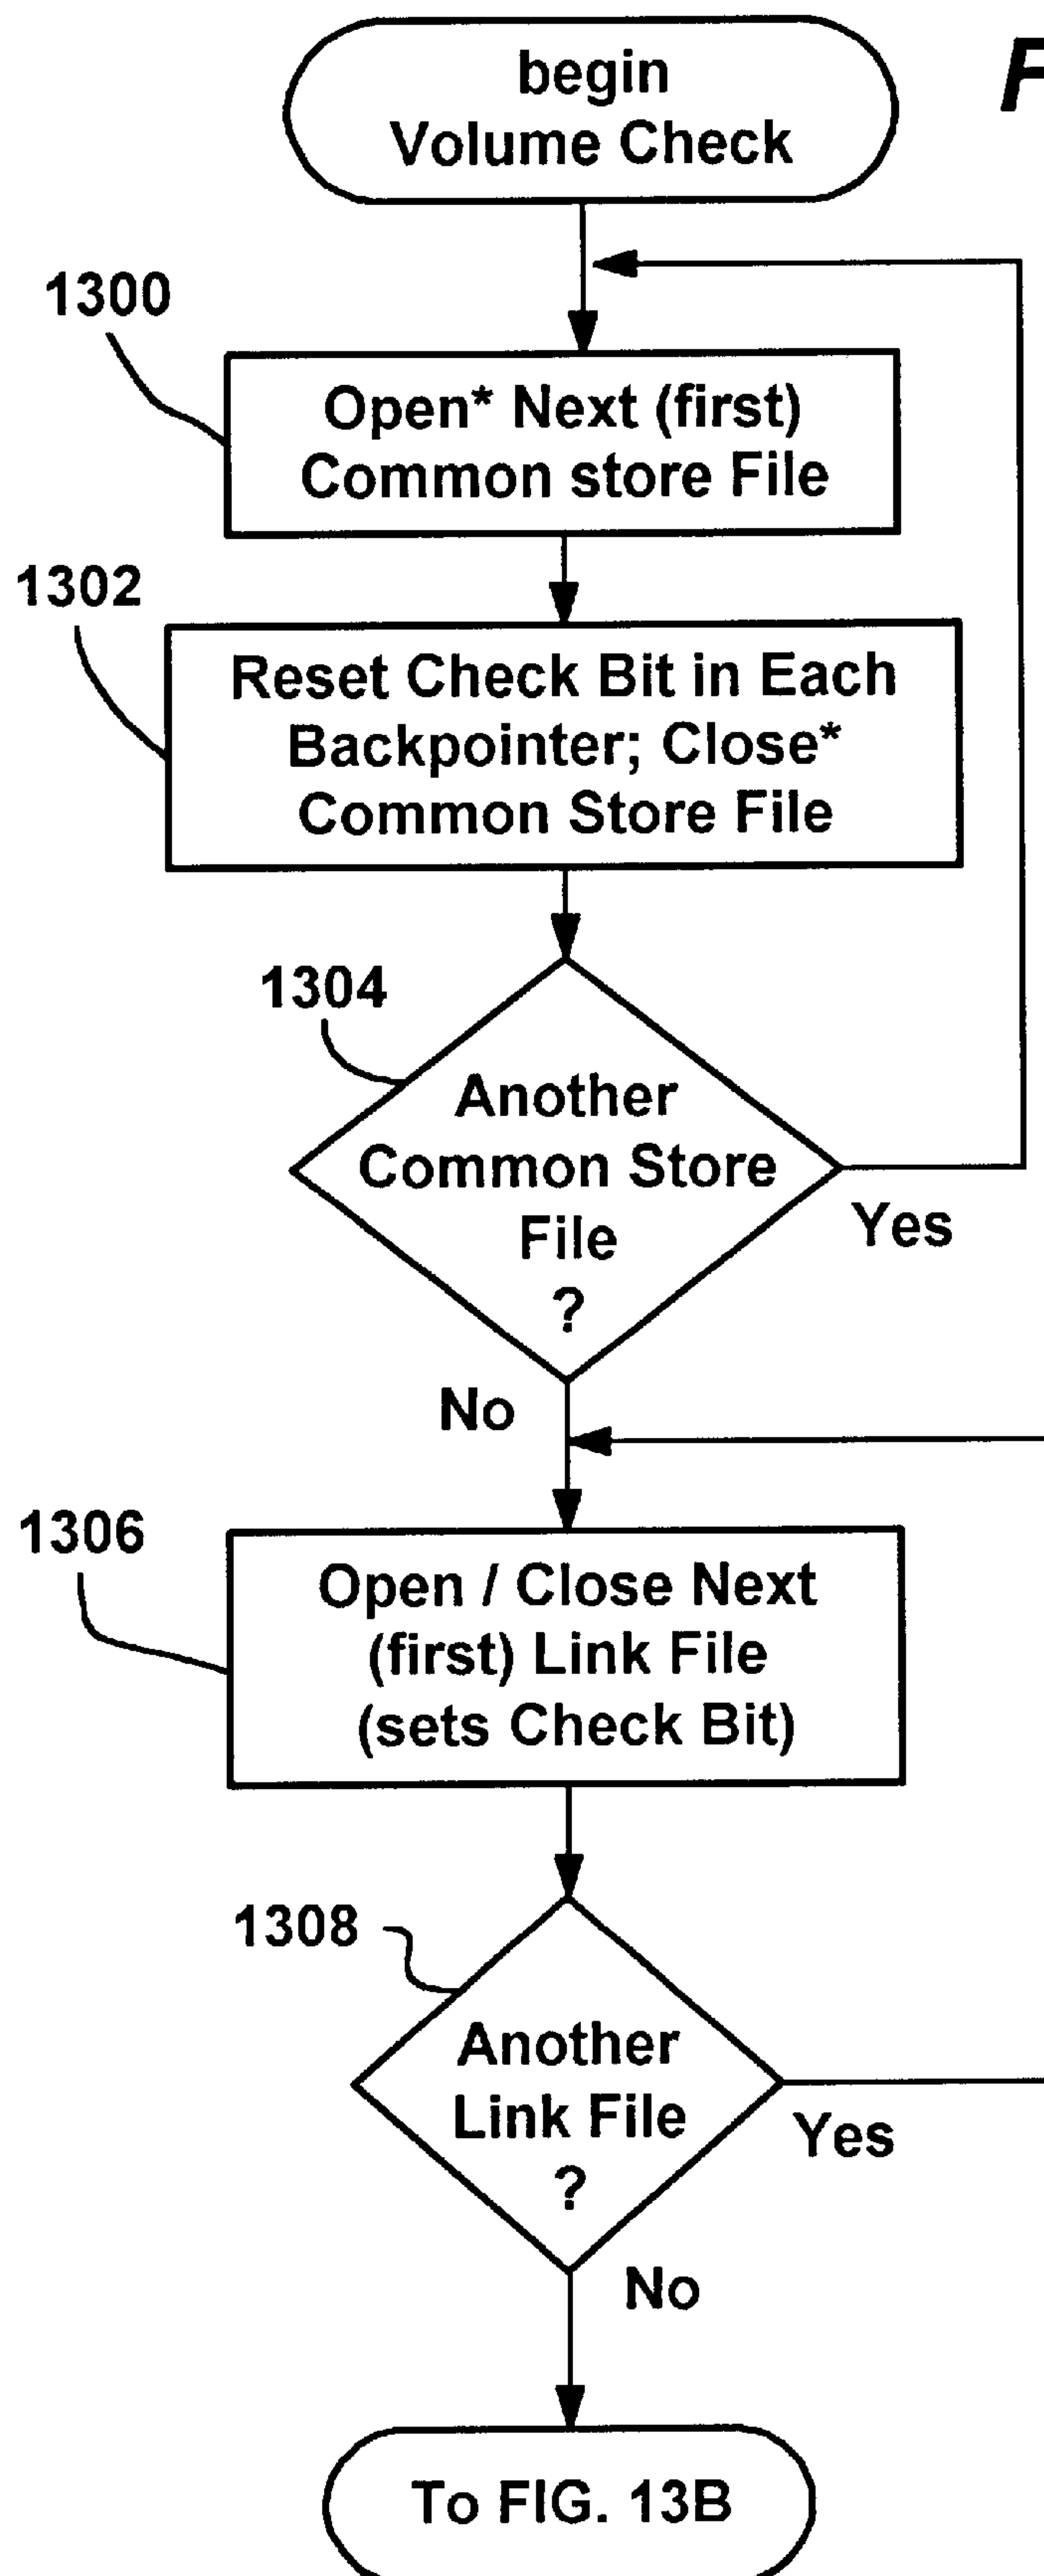 begin
Volume Check
F
1300
Open* Next (first)
Common store File
1302
Reset Check Bit in Each
Backpointer; Close*
Common Store File
1304
Another
Common Store
File
?
Yes
No
1306
Open / Close Next
(first) Link File
(sets Check Bit)
1308
Another
Link File
?
Yes
No
To FIG. 13B